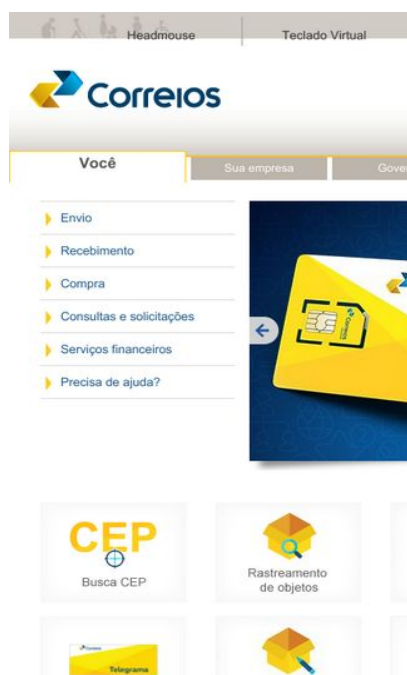 Headmouse
Teclado Virtual
Correios
Você
Sua empresa
Envio
Recebimento
Compra
Consultas e solicitações
Serviços financeiros
Precisa de ajuda?
Correios
CEP
Busca CEP
Rastreamento
de objetos
Telegrama